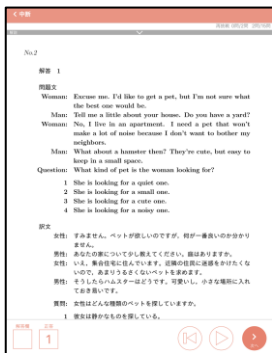 く 中断
No.2
解答 1
問題文
Woman: Excuse me. I'd like to get a pet, but I'm not sure what
the best one would be.
Man: Tell me a little about your house. Do you have a yard?
Woman: No, I live in an apartment. I need a pet that won't
make a lot of noise because I don't want to bother my
neighbors.
Man: What about a hamster then? They're cute, but easy to
keep in a small space.
Question: What kind of pet is the woman looking for?
1 She is looking for a quiet one.
2 She is looking for a small one.
3 She is looking for a cute one.
4 She is looking for a noisy one.
訳文
女性: すみません。ペットが欲しいのですが、何が一番良いのか分かり
ません。
男性: あなたの家について少し教えてください。庭はありますか。
女性: いえ、集合住宅に住んでいます。近隣の住民に迷惑をかけたくな
いので、あまりうるさくないペットを求めます。
男性: そうしたらハムスターはどうです。可愛いし、小さな場所に入れ
ておき易いです。
質問: 女性はどんな種類のペットを探していますか。
1 彼女は静かなものを探している。
正答
1